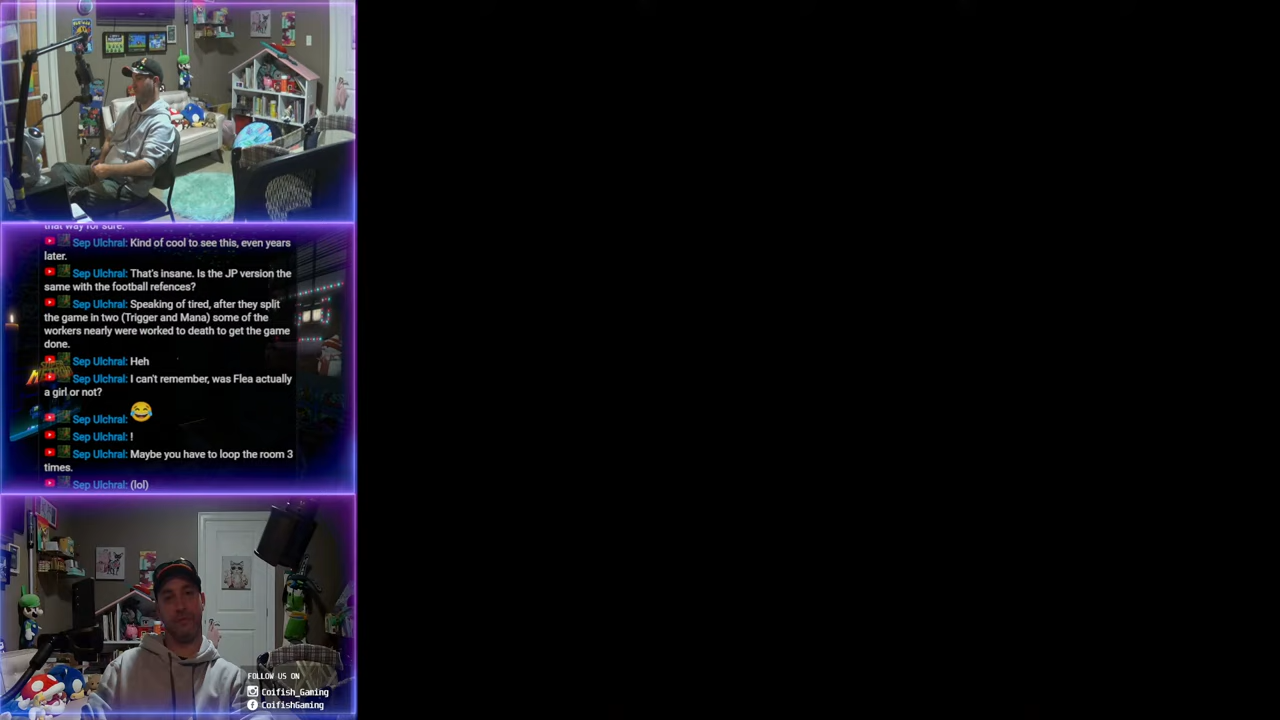 that way for sure.
Sep Ulchral: Kind of cool to see this, even years
later.
Sep Ulchral: That's insane. Is the JP version the
same with the football refences?
Sep Ulchral: Speaking of tired, after they split
the game in two (Trigger and Mana) some of the
workers nearly were worked to death to get the game
done.
Sep Ulchral: Heh
Sep Ulchral: I can't remember, was Flea actually
a girl or not?
Sep Ulchral: 😂
Sep Ulchral: !
Sep Ulchral: Maybe you have to loop the room 3
times.
Sep Ulchral: (lol)
FOLLOW US ON
Coifish_Gaming
CoifishGaming